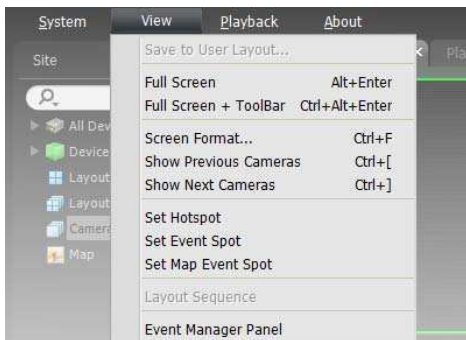 System View Playback About
Site
Save to User Layout...
Pla
Full Screen Alt+Enter
Full Screen + ToolBar Ctrl+Alt+Enter
All Dev
Screen Format... Ctrl+F
Device
Show Previous Cameras Ctrl+[
Layout
Show Next Cameras Ctrl+]
Layout
Set Hotspot
Camera
Set Event Spot
Map
Set Map Event Spot
Layout Sequence
Event Manager Panel